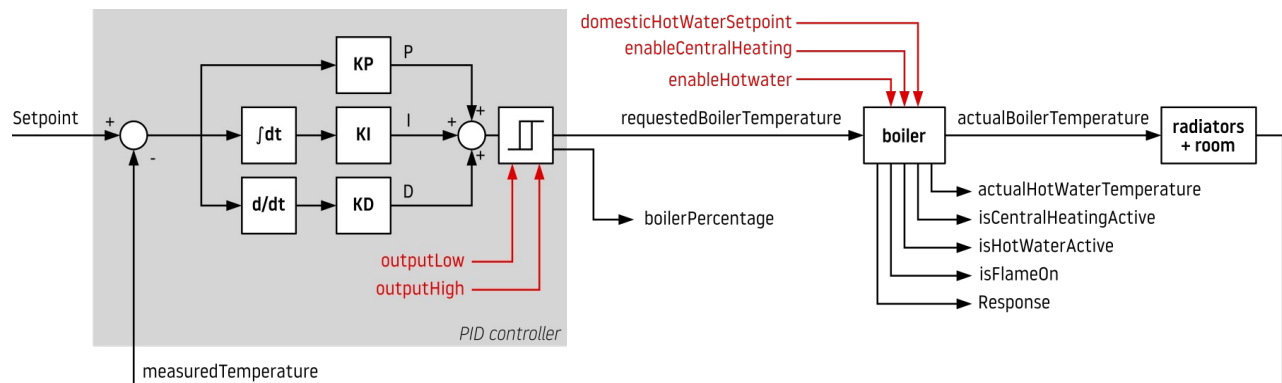 domesticHotWaterSetpoint
enableCentralHeating
enableHotwater
Setpoint
+
-
KP
P
∫dt
KI
I
d/dt
KD
D
+
+
+
outputLow
outputHigh
PID controller
measuredTemperature
requestedBoilerTemperature
boilerPercentage
boiler
actualBoilerTemperature
radiators
+ room
actualHotWaterTemperature
isCentralHeatingActive
isHotWaterActive
isFlameOn
Response